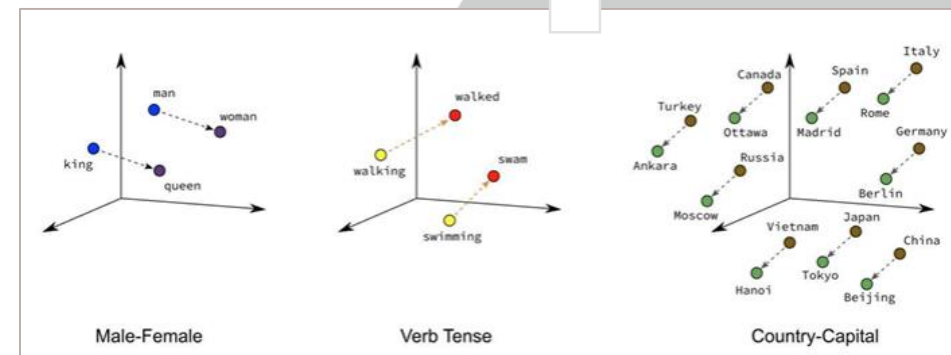 man
woman
king
queen
Male-Female
walked
walking
swam
swimming
Verb Tense
Italy
Canada
Spain
Rome
Turkey
Ottawa
Madrid
Germany
Ankara
Russia
Berlin
Moscow
Japan
Vietnam
China
Tokyo
Hanoi
Beijing
Country-Capital